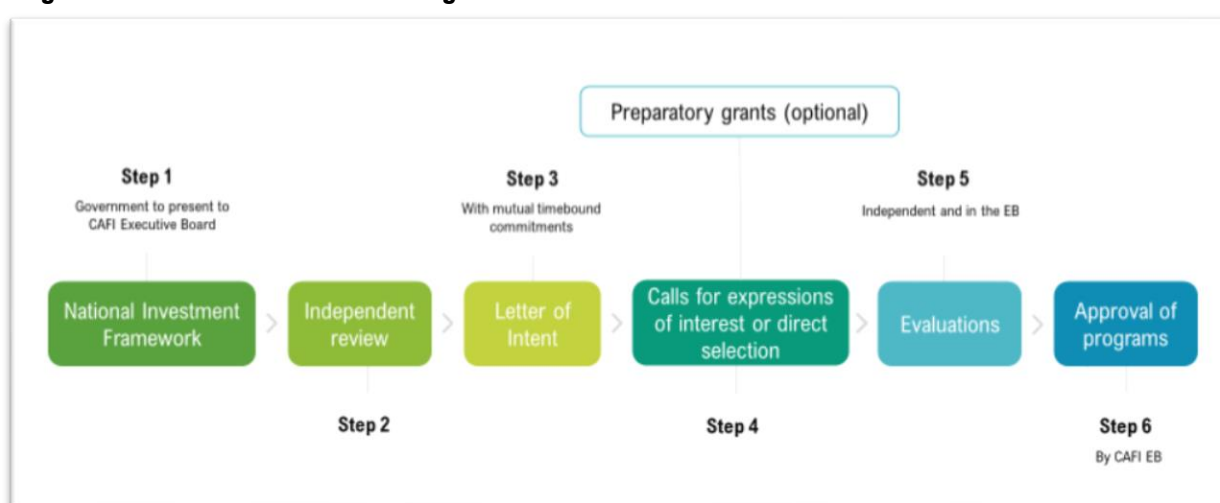 Preparatory grants (optional)
Step 1
Government to present to
CAFI Executive Board
Step 3
With mutual timebound
commitments
Step 5
Independent and in the EB
National Investment
Framework
Independent
review
Letter of
Intent
Calls for expressions
of interest or direct
selection
Evaluations
Approval of
programs
Step 2
Step 4
Step 6
By CAFI EB